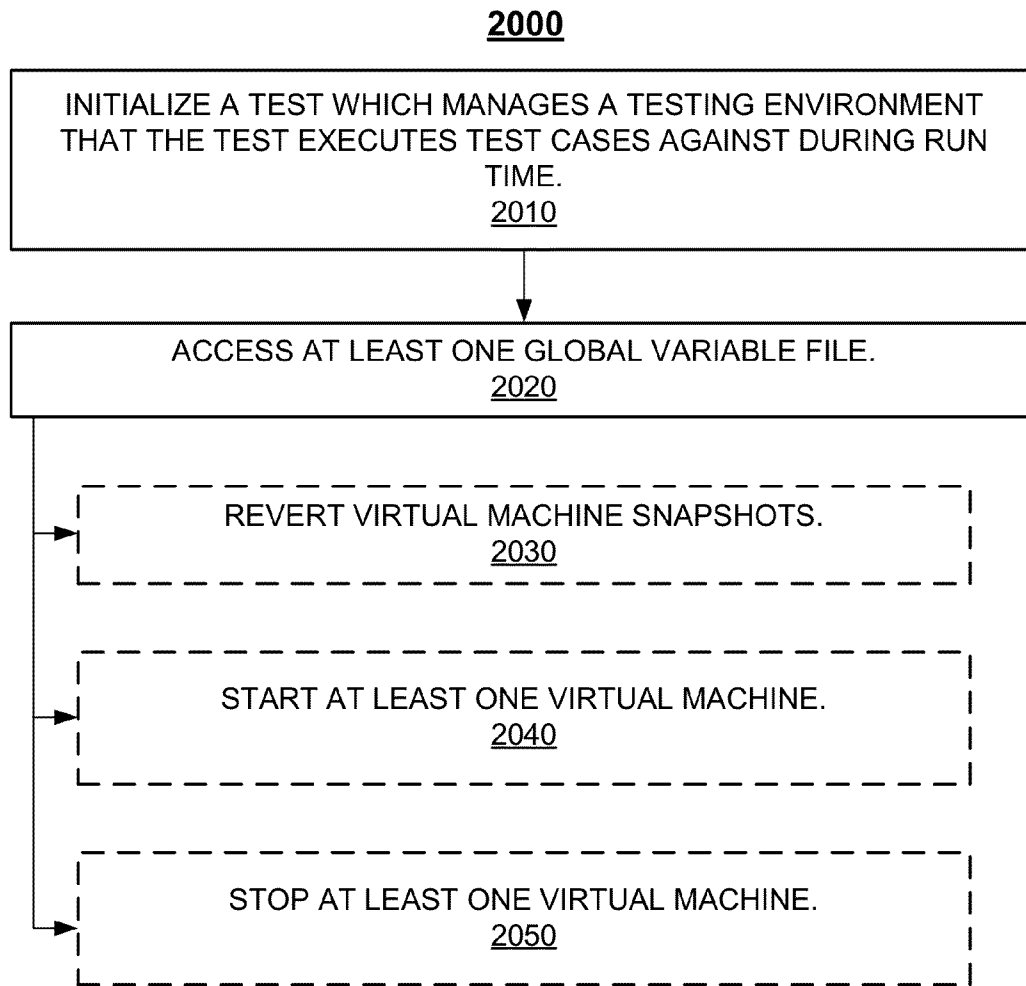 2000
INITIALIZE A TEST WHICH MANAGES A TESTING ENVIRONMENT
THAT THE TEST EXECUTES TEST CASES AGAINST DURING RUN
TIME.
2010
ACCESS AT LEAST ONE GLOBAL VARIABLE FILE.
2020
REVERT VIRTUAL MACHINE SNAPSHOTS.
2030
START AT LEAST ONE VIRTUAL MACHINE.
2040
STOP AT LEAST ONE VIRTUAL MACHINE.
2050